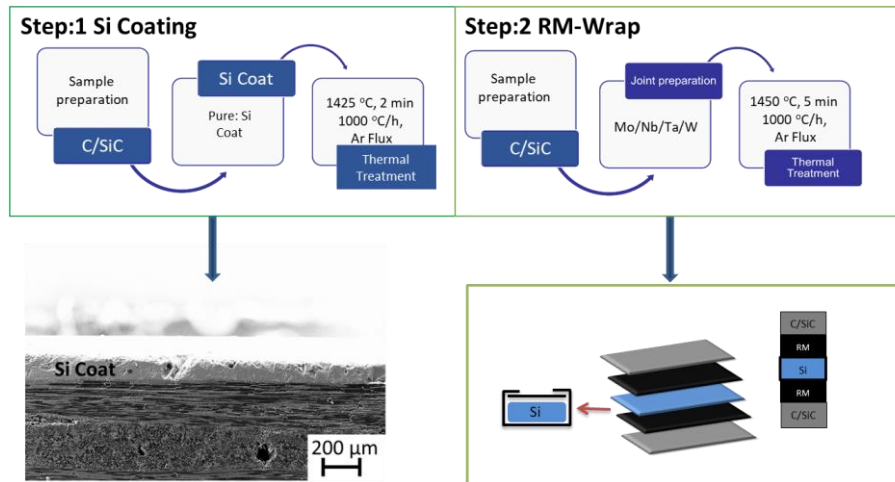 Step:1 Si Coating
Sample
preparation
C/SiC
Si Coat
Pure: Si
Coat
1425 °C, 2 min
1000 °C/h,
Ar Flux
Thermal
Treatment
Step:2 RM-Wrap
Sample
preparation
C/SiC
Joint preparation
Mo/Nb/Ta/W
1450 °C, 5 min
1000 °C/h,
Ar Flux
Thermal
Treatment
Si Coat
200 µm
Si
C/SiC
RM
Si
RM
C/SiC